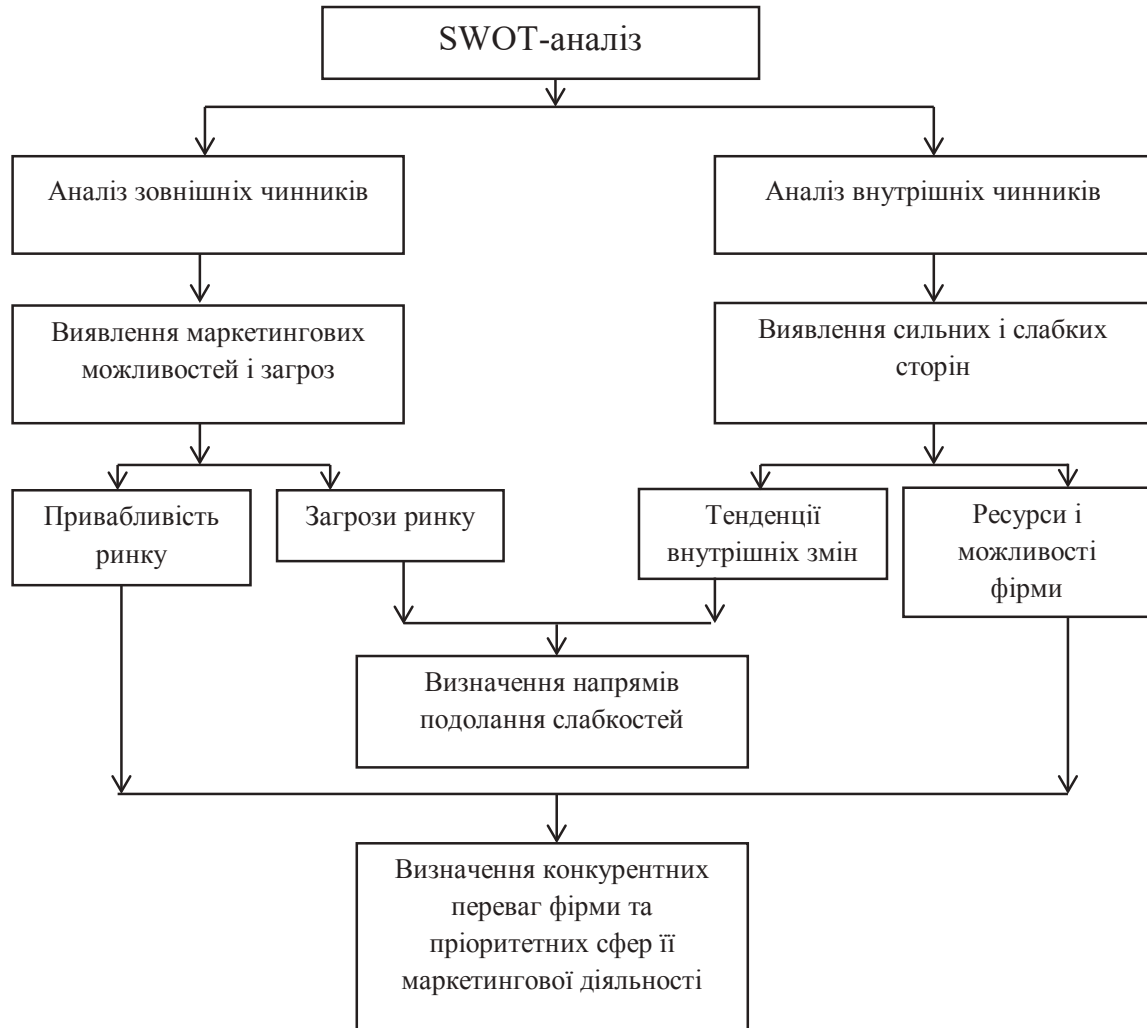 SWOT-аналіз
Аналіз зовнішніх чинників
Аналіз внутрішніх чинників
Виявлення маркетингових
можливостей і загроз
Виявлення сильних і слабких
сторін
Привабливість
ринку
Загрози ринку
Тенденції
внутрішніх змін
Ресурси і
можливості
фірми
Визначення напрямів
подолання слабкостей
Визначення конкурентних
переваг фірми та
пріоритетних сфер її
маркетингової діяльності